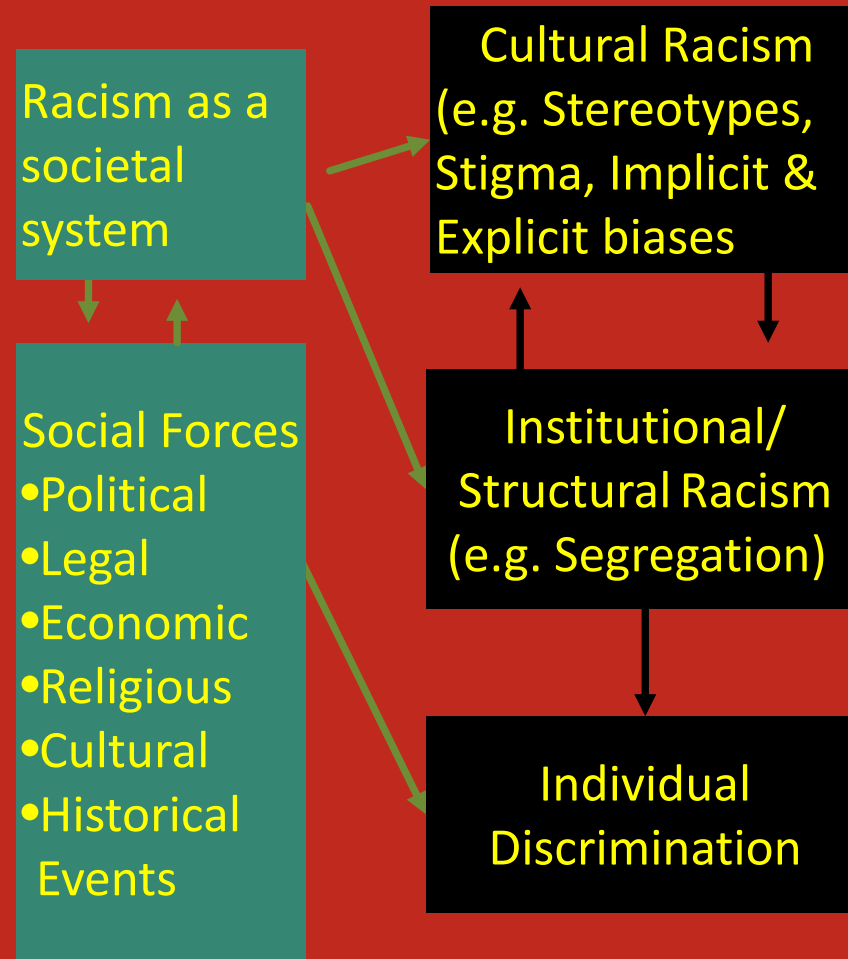 Racism as a
societal
system
Social Forces
•Political
•Legal
•Economic
•Religious
•Cultural
•Historical
Events
Cultural Racism
(e.g. Stereotypes,
Stigma, Implicit &
Explicit biases
Institutional/
Structural Racism
(e.g. Segregation)
Individual
Discrimination